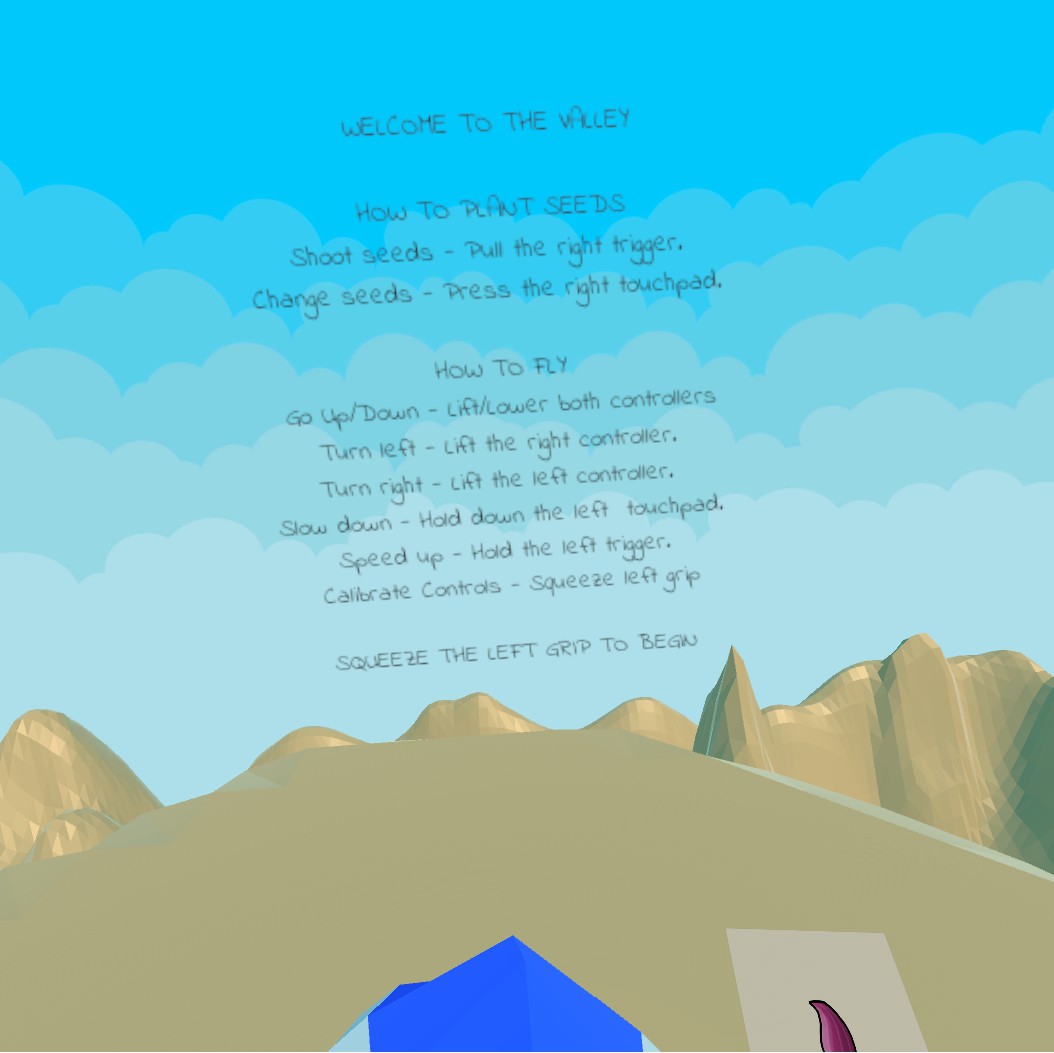 WELCOME TO THE VALLEY
HOW TO PLANT SEEDS
Shoot seeds - Pull the right trigger.
Change seeds - Press the right touchpad.
HOW TO FLY
Go Up/Down - Lift/Lower both controllers
Turn left - Lift the right controller.
Turn right - Lift the left controller.
Slow down - Hold down the left touchpad.
Speed up - Hold the left trigger.
Calibrate Controls - Squeeze left grip
SQUEEZE THE LEFT GRIP TO BEGIN